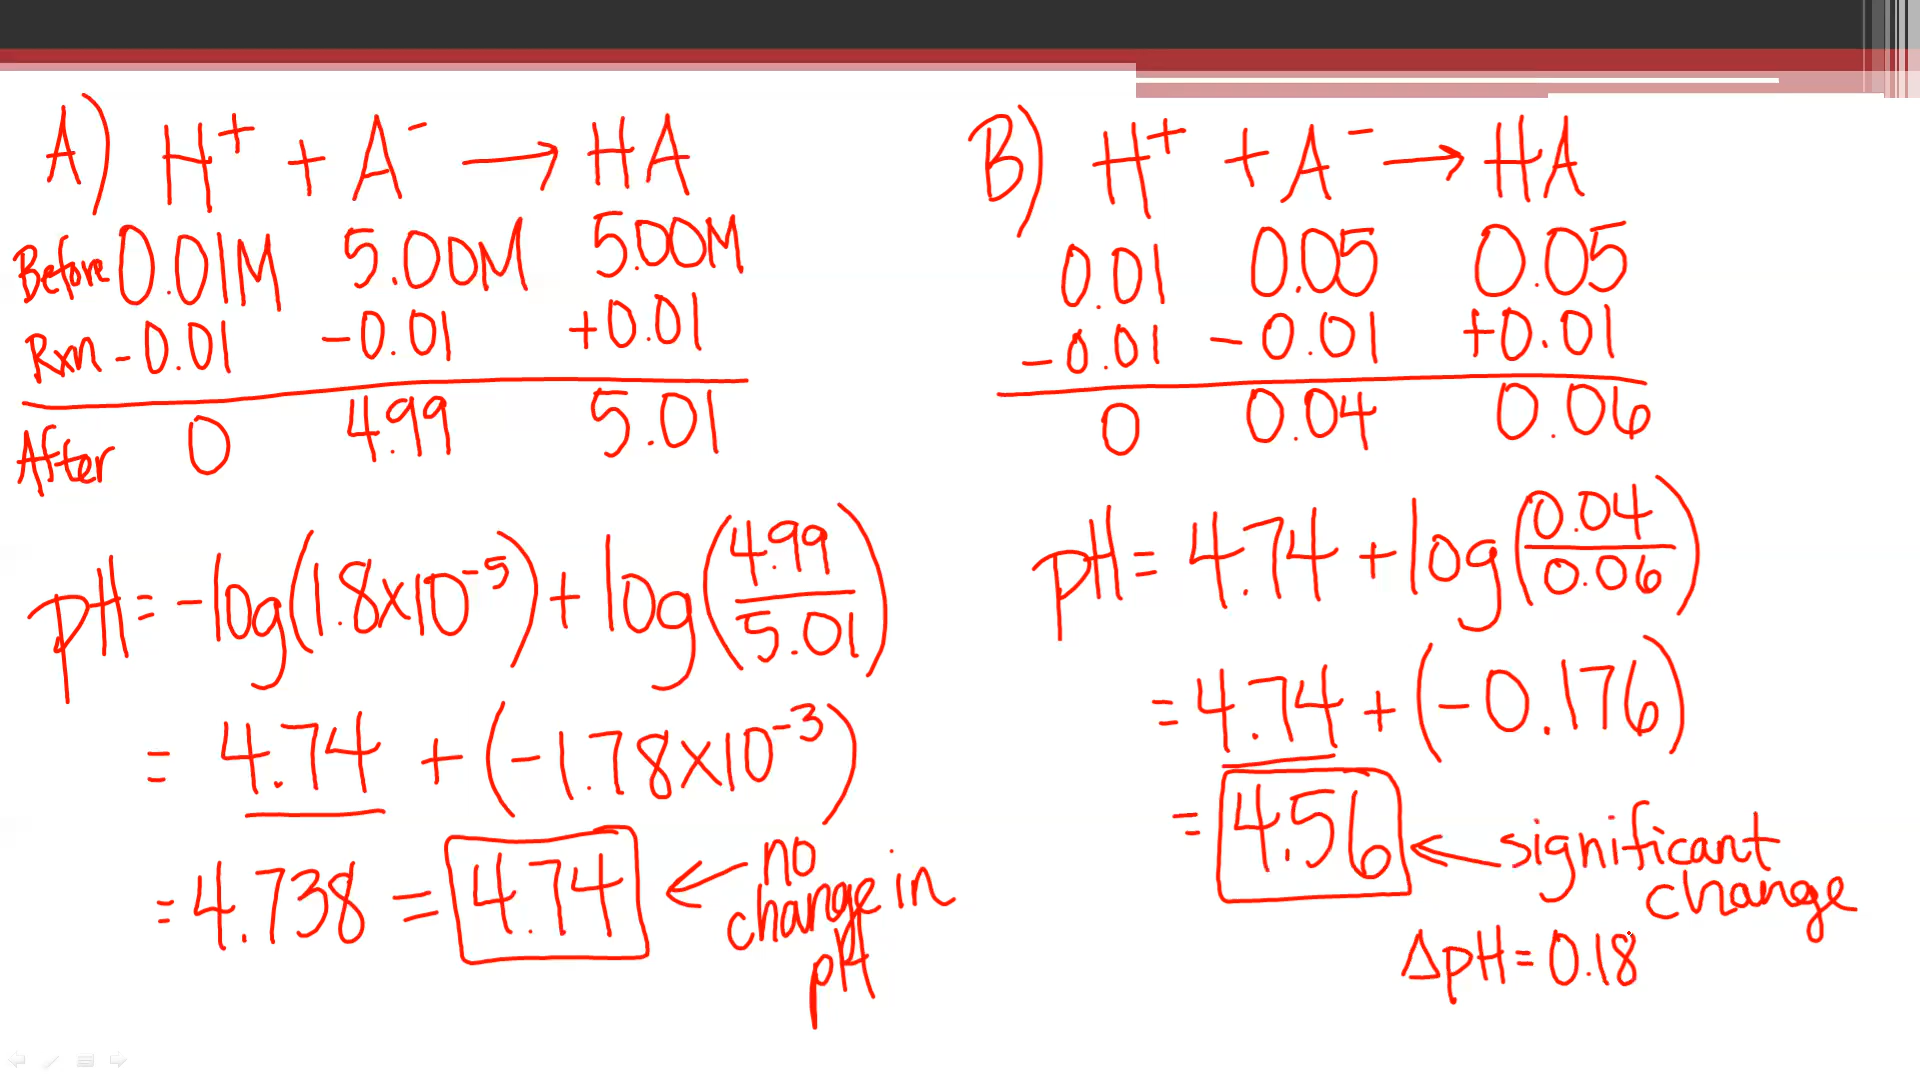 A) H⁺ + A⁻ → HA
Before 0.01M 5.00M 5.00M
Rxn -0.01 -0.01 +0.01
After 0 4.99 5.01
pH = -log(1.8×10⁻⁵) + log(4.99/5.01)
= 4.74 + (-1.78×10⁻³)
= 4.738 = 4.74 ← no
change in
pH
B) H⁺ + A⁻ → HA
0.01 0.05 0.05
-0.01 -0.01 +0.01
0 0.04 0.06
pH = 4.74 + log(0.04/0.06)
= 4.74 + (-0.176)
= 4.56 ← significant
change
ΔpH = 0.18